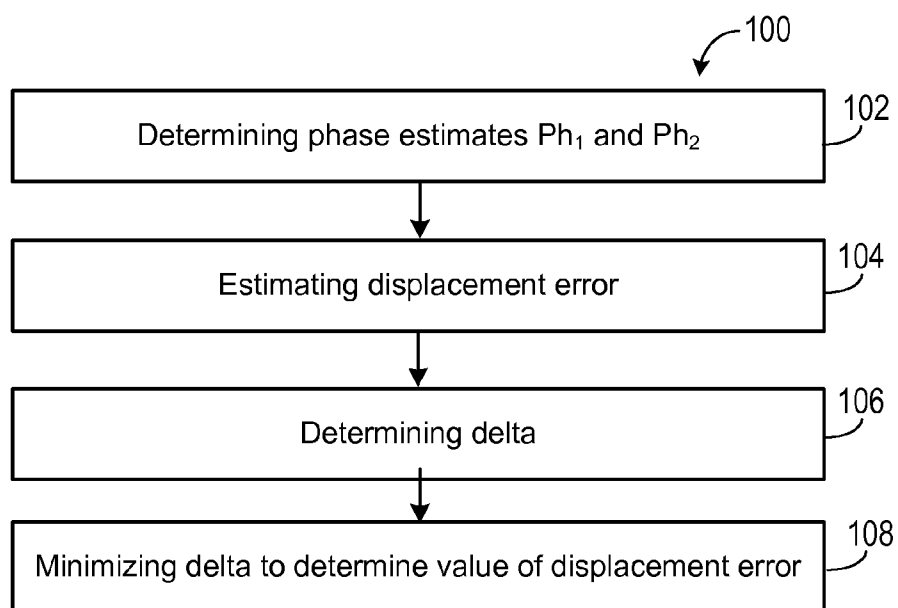 100
Determining phase estimates Ph₁ and Ph₂
102
Estimating displacement error
104
Determining delta
106
Minimizing delta to determine value of displacement error
108